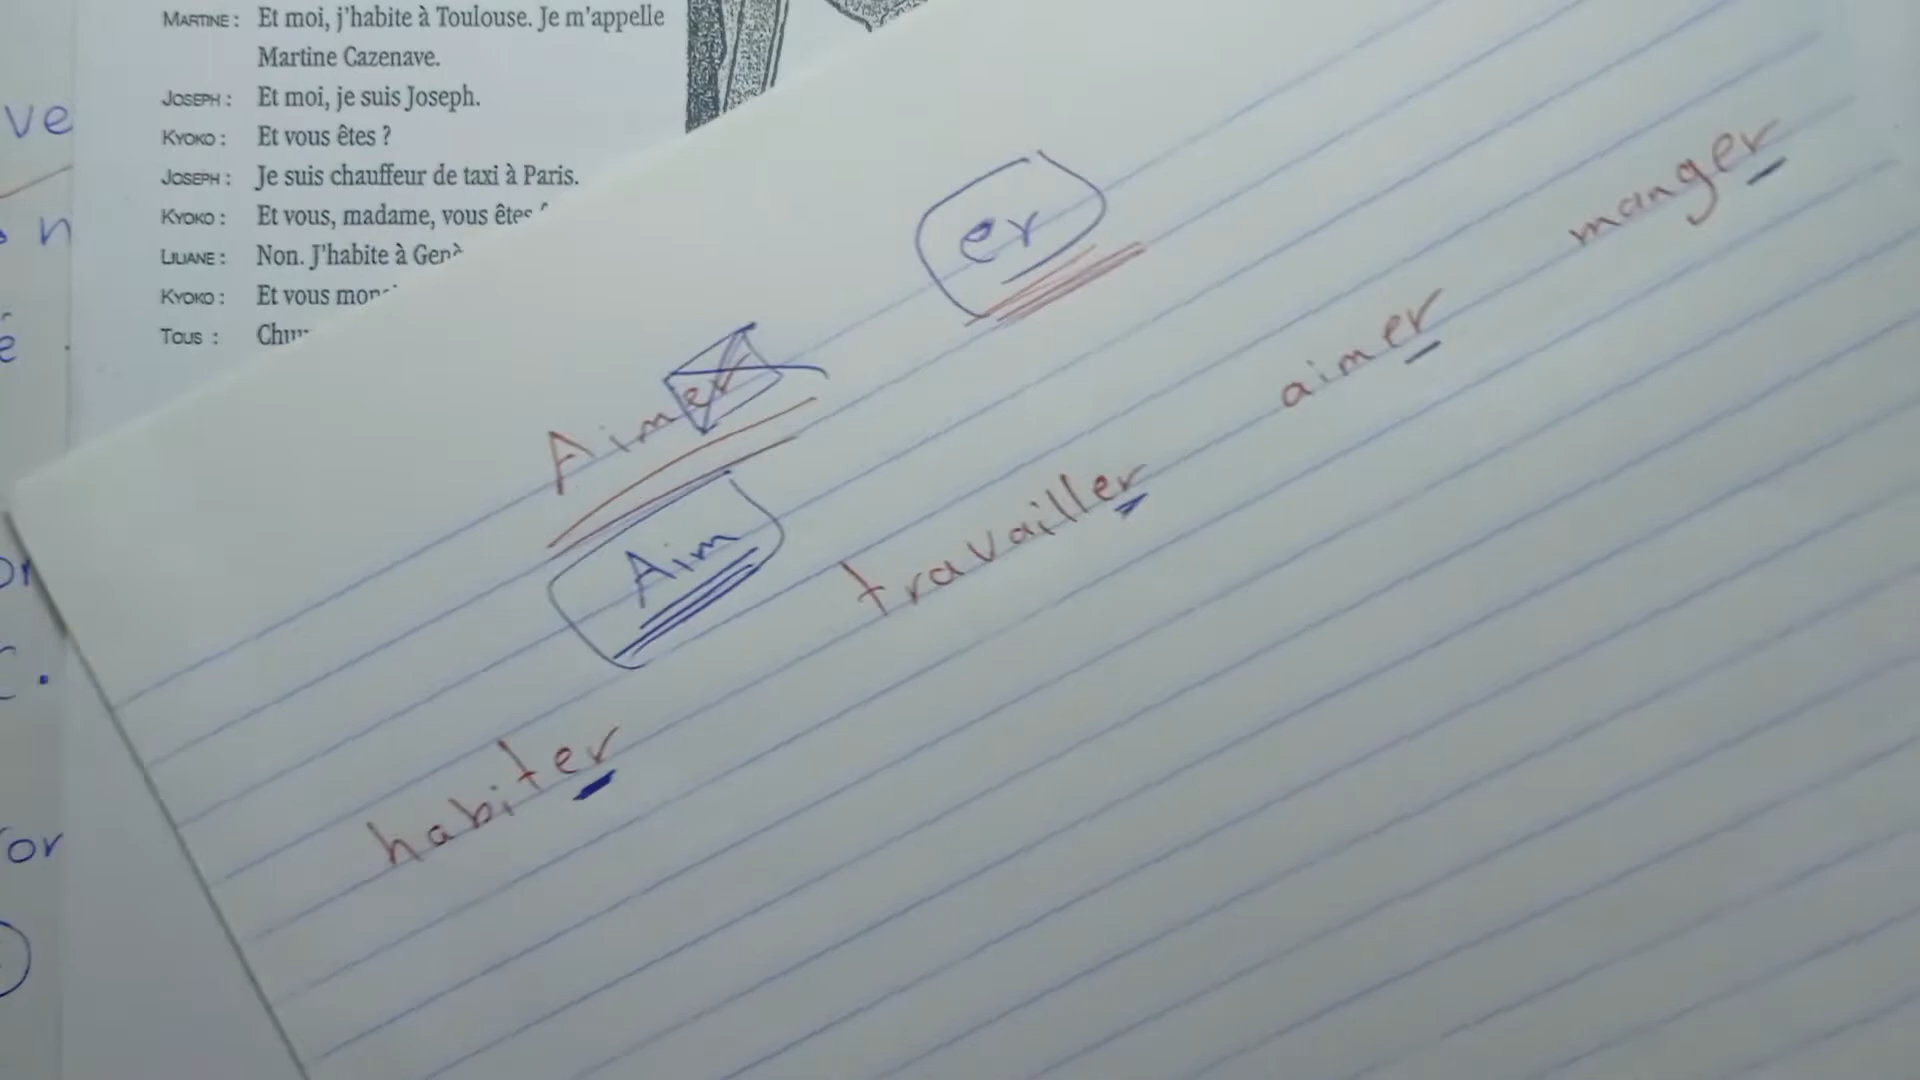 MARTINE : Et moi, j'habite à Toulouse. Je m'appelle
Martine Cazenave.
JOSEPH : Et moi, je suis Joseph.
KYOKO : Et vous êtes ?
JOSEPH : Je suis chauffeur de taxi à Paris.
KYOKO : Et vous, madame, vous êtes
LILIANE : Non. J'habite à
KYOKO : Et vous
TOUS :
er
Aimer
Aim
habiter
travailler
aimer
manger
ve
n
or